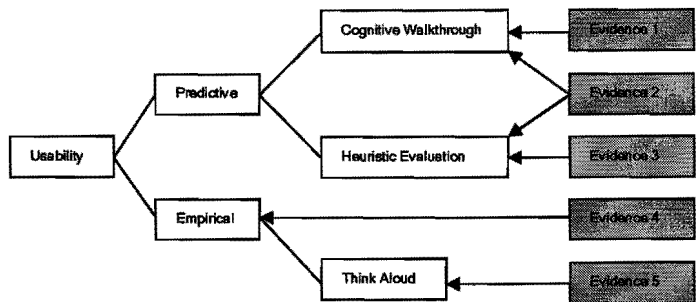 Cognitive Walkthrough
Evidence 1
Predictive
Evidence 2
Usability
Heuristic Evaluation
Evidence 3
Empirical
Evidence 4
Think Aloud
Evidence 5